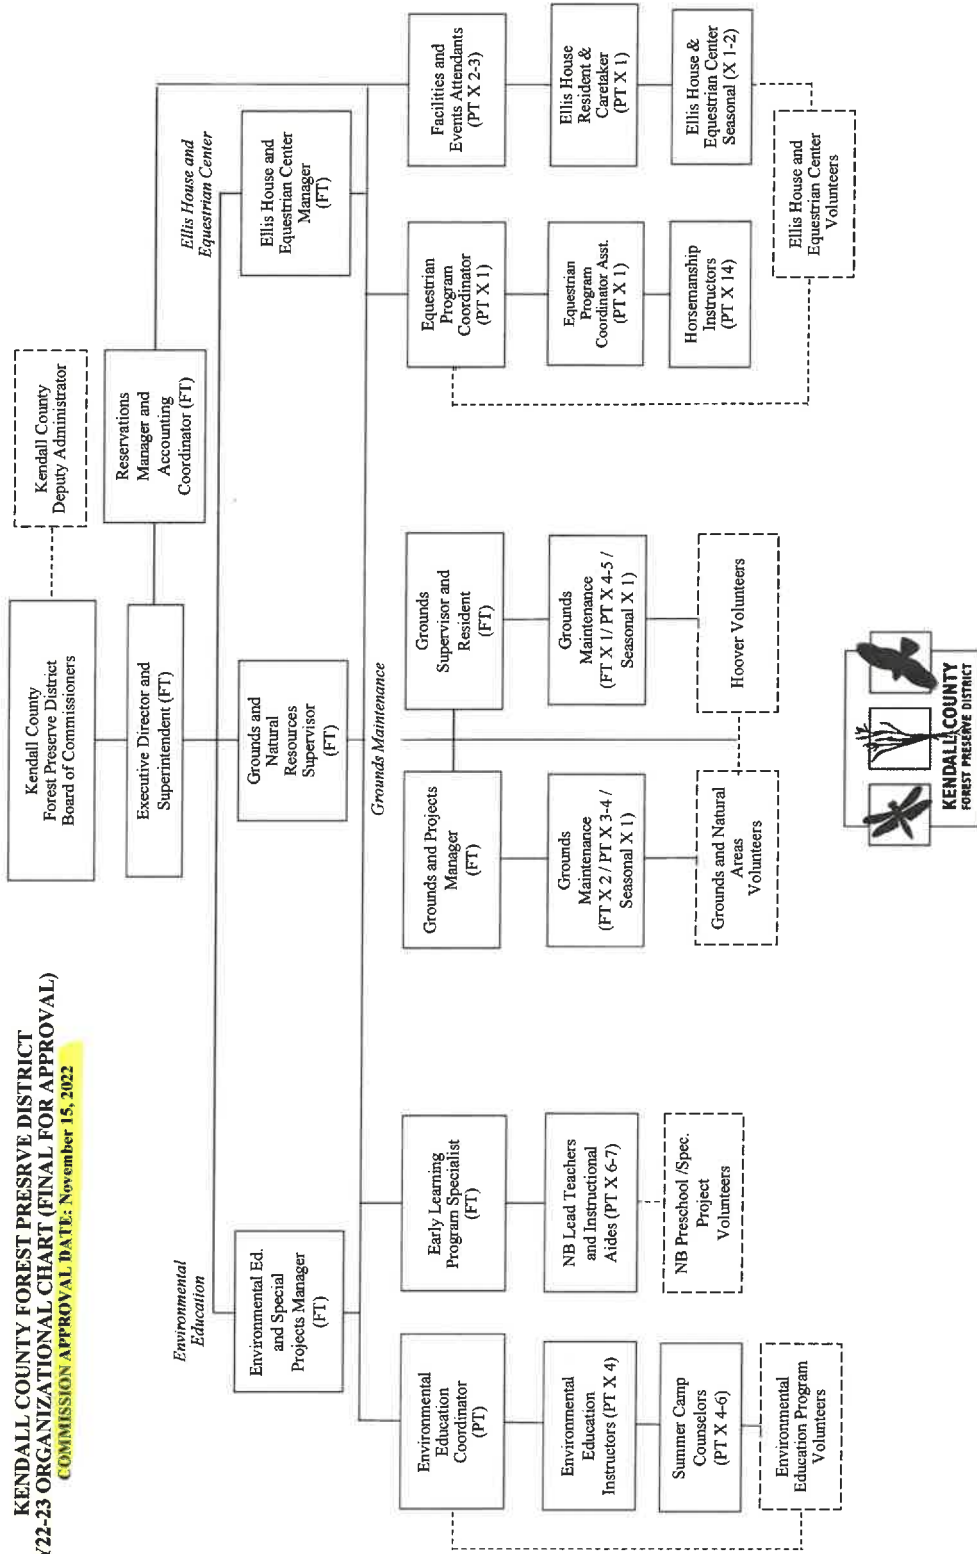 KENDALL COUNTY FOREST PRESRVE DISTRICT
Y22-23 ORGANIZATIONAL CHART (FINAL FOR APPROVAL)
COMMISSION APPROVAL DATE: November 15, 2022
Kendall County
Forest Preserve District
Board of Commissioners
Kendall County
Deputy Administrator
Executive Director and
Superintendent (FT)
Reservations
Manager and
Accounting
Coordinator (FT)
Environmental
Education
Ellis House and
Equestrian Center
Environmental Ed.
and Special
Projects Manager
(FT)
Grounds and
Natural
Resources
Supervisor
(FT)
Ellis House and
Equestrian Center
Manager
(FT)
Grounds Maintenance
Environmental
Education
Coordinator
(PT)
Early Learning
Program Specialist
(FT)
Grounds and Projects
Manager
(FT)
Grounds
Supervisor and
Resident
(FT)
Equestrian
Program
Coordinator
(PT X 1)
Facilities and
Events Attendants
(PT X 2-3)
Environmental
Education
Instructors (PT X 4)
NB Lead Teachers
and Instructional
Aides (PT X 6-7)
Grounds
Maintenance
(FT X 2 / PT X 3-4 /
Seasonal X 1)
Grounds
Maintenance
(FT X 1/ PT X 4-5 /
Seasonal X 1)
Equestrian
Program
Coordinator Asst.
(PT X 1)
Ellis House
Resident &
Caretaker
(PT X 1)
Summer Camp
Counselors
(PT X 4-6)
NB Preschool /Spec.
Project
Volunteers
Grounds and Natural
Areas
Volunteers
Hoover Volunteers
Horsemanship
Instructors
(PT X 14)
Ellis House &
Equestrian Center
Seasonal (X 1-2)
Environmental
Education Program
Volunteers
Ellis House and
Equestrian Center
Volunteers
KENDALL COUNTY
FOREST PRESERVE DISTRICT